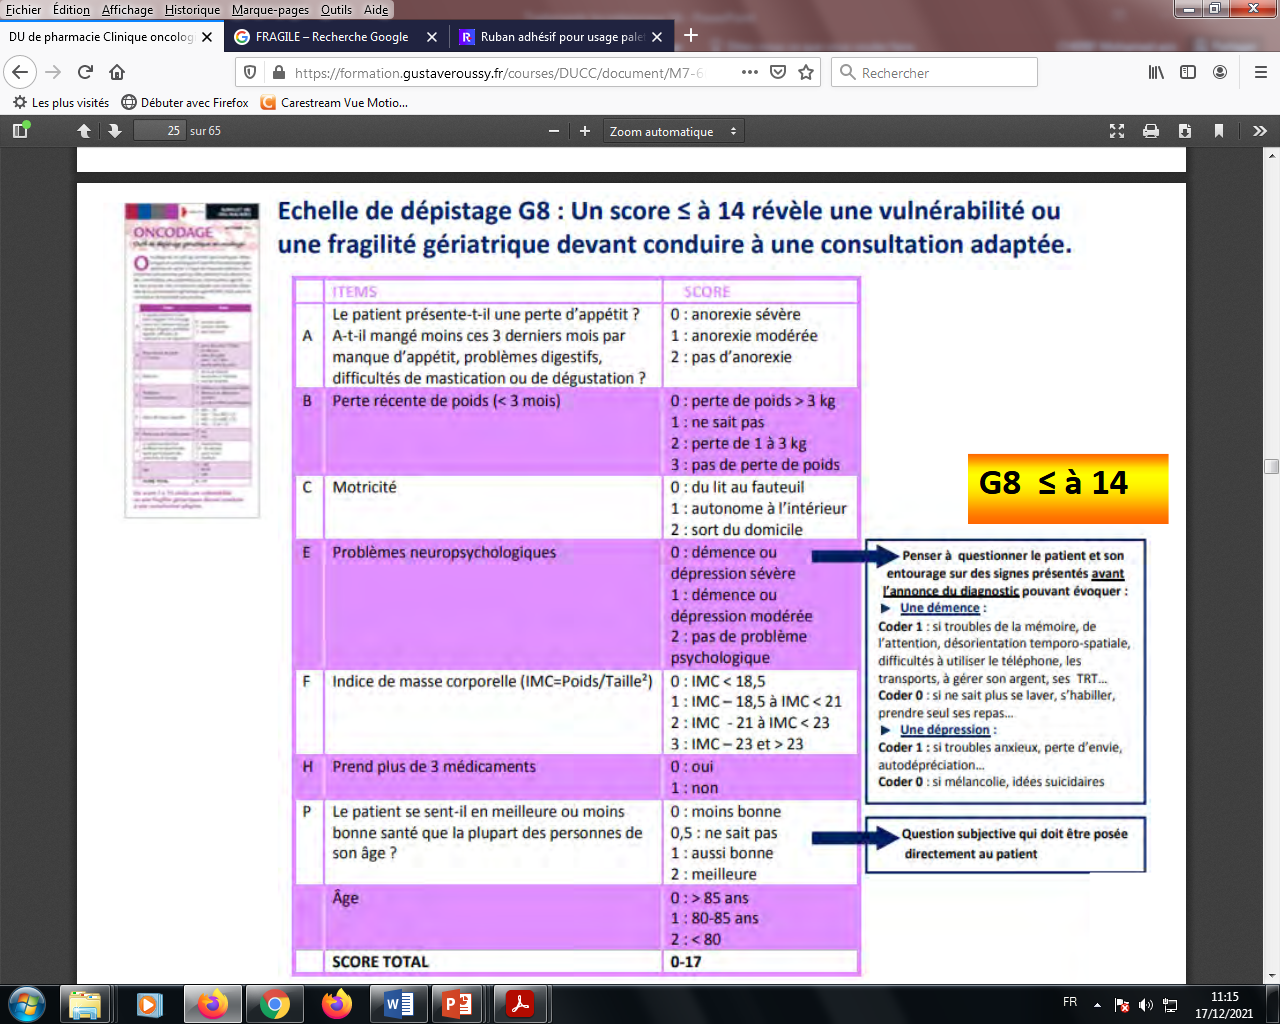 Fichier Édition Affichage Historique Marque-pages Outils Aide
DU de pharmacie Clinique oncolog
FRAGILE – Recherche Google
Ruban adhésif pour usage palet
https://formation.gustaveroussy.fr/courses/DUCC/document/M7-6
Rechercher
Les plus visités
Débuter avec Firefox
Carestream Vue Motio...
25 sur 65
Zoom automatique
ONCODAGE
Echelle de dépistage G8 : Un score ≤ à 14 révèle une vulnérabilité ou
une fragilité gériatrique devant conduire à une consultation adaptée.
ITEMS SCORE
A
Le patient présente-t-il une perte d'appétit ?
A-t-il mangé moins ces 3 derniers mois par
manque d'appétit, problèmes digestifs,
difficultés de mastication ou de dégustation ?
0 : anorexie sévère
1 : anorexie modérée
2 : pas d'anorexie
B Perte récente de poids (< 3 mois)
0 : perte de poids > 3 kg
1 : ne sait pas
2 : perte de 1 à 3 kg
3 : pas de perte de poids
C Motricité
0 : du lit au fauteuil
1 : autonome à l'intérieur
2 : sort du domicile
E Problèmes neuropsychologiques
0 : démence ou
dépression sévère
1 : démence ou
dépression modérée
2 : pas de problème
psychologique
F Indice de masse corporelle (IMC=Poids/Taille²)
0 : IMC < 18,5
1 : IMC – 18,5 à IMC < 21
2 : IMC - 21 à IMC < 23
3 : IMC – 23 et > 23
H Prend plus de 3 médicaments
0 : oui
1 : non
P
Le patient se sent-il en meilleure ou moins
bonne santé que la plupart des personnes de
son âge ?
0 : moins bonne
0,5 : ne sait pas
1 : aussi bonne
2 : meilleure
Âge
0 : > 85 ans
1 : 80-85 ans
2 : < 80
SCORE TOTAL 0-17
G8 ≤ à 14
Penser à questionner le patient et son
entourage sur des signes présentés avant
l'annonce du diagnostic pouvant évoquer :
Une démence :
Coder 1 : si troubles de la mémoire, de
l'attention, désorientation temporo-spatiale,
difficultés à utiliser le téléphone, les
transports, à gérer son argent, ses TRT...
Coder 0 : si ne sait plus se laver, s'habiller,
prendre seul ses repas...
Une dépression :
Coder 1 : si troubles anxieux, perte d'envie,
autodépréciation...
Coder 0 : si mélancolie, idées suicidaires
Question subjective qui doit être posée
directement au patient
FR
11:15
17/12/2021